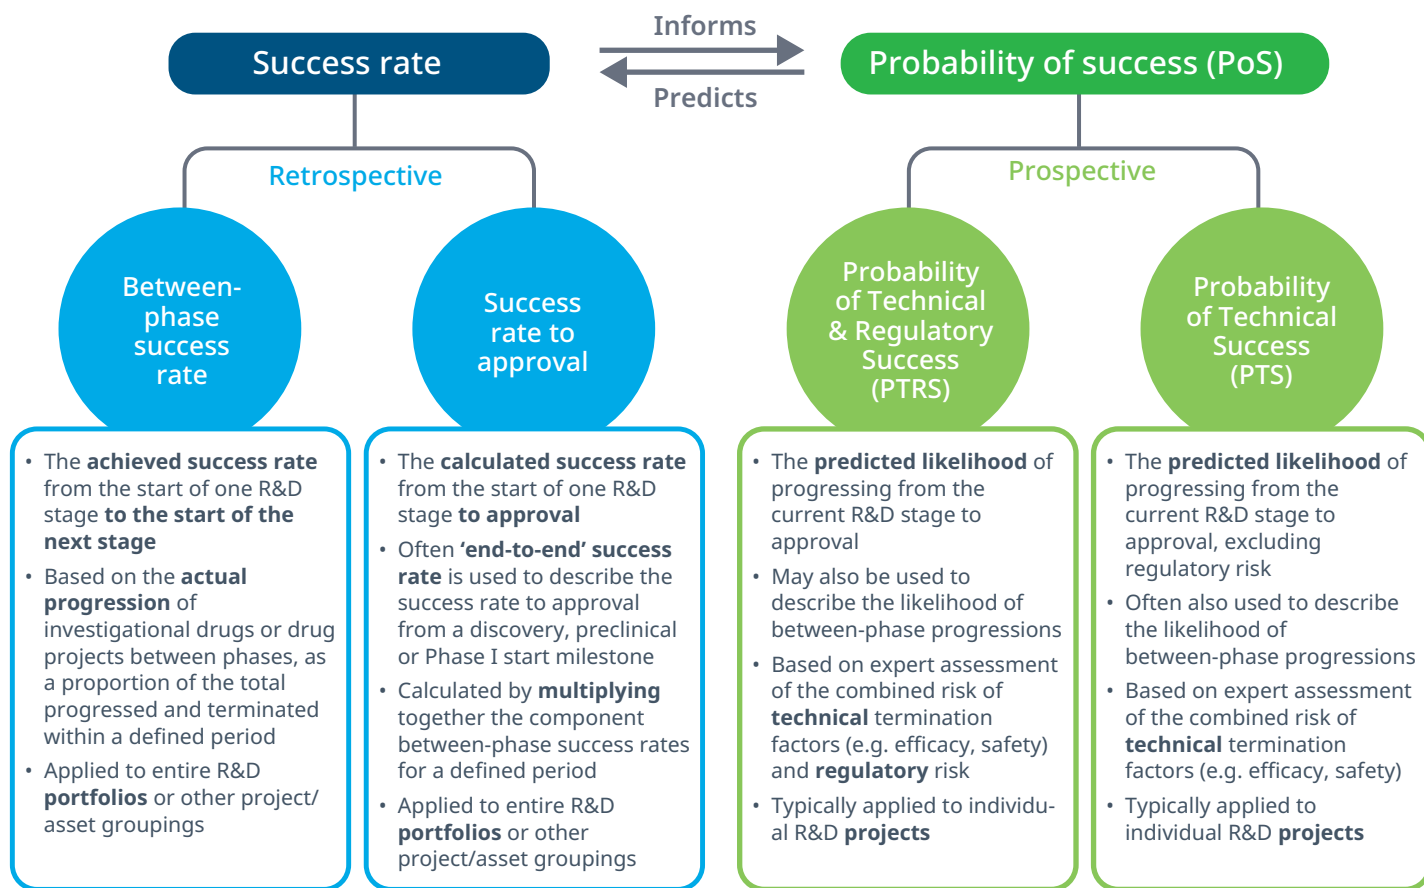 Informs
Success rate
Probability of success (PoS)
Predicts
Retrospective
Prospective
Between-
phase
success
rate
Success
rate to
approval
Probability
of Technical
& Regulatory
Success
(PTRS)
Probability
of Technical
Success
(PTS)
• The achieved success rate
from the start of one R&D
stage to the start of the
next stage
• Based on the actual
progression of
investigational drugs or drug
projects between phases, as
a proportion of the total
progressed and terminated
within a defined period
• Applied to entire R&D
portfolios or other project/
asset groupings
• The calculated success rate
from the start of one R&D
stage to approval
• Often ‘end-to-end’ success
rate is used to describe the
success rate to approval
from a discovery, preclinical
or Phase I start milestone
• Calculated by multiplying
together the component
between-phase success rates
for a defined period
• Applied to entire R&D
portfolios or other
project/asset groupings
• The predicted likelihood of
progressing from the
current R&D stage to
approval
• May also be used to
describe the likelihood of
between-phase progressions
• Based on expert assessment
of the combined risk of
technical termination
factors (e.g. efficacy, safety)
and regulatory risk
• Typically applied to individu-
al R&D projects
• The predicted likelihood of
progressing from the
current R&D stage to
approval, excluding
regulatory risk
• Often also used to describe
the likelihood of
between-phase progressions
• Based on expert assessment
of the combined risk of
technical termination
factors (e.g. efficacy, safety)
• Typically applied to
individual R&D projects